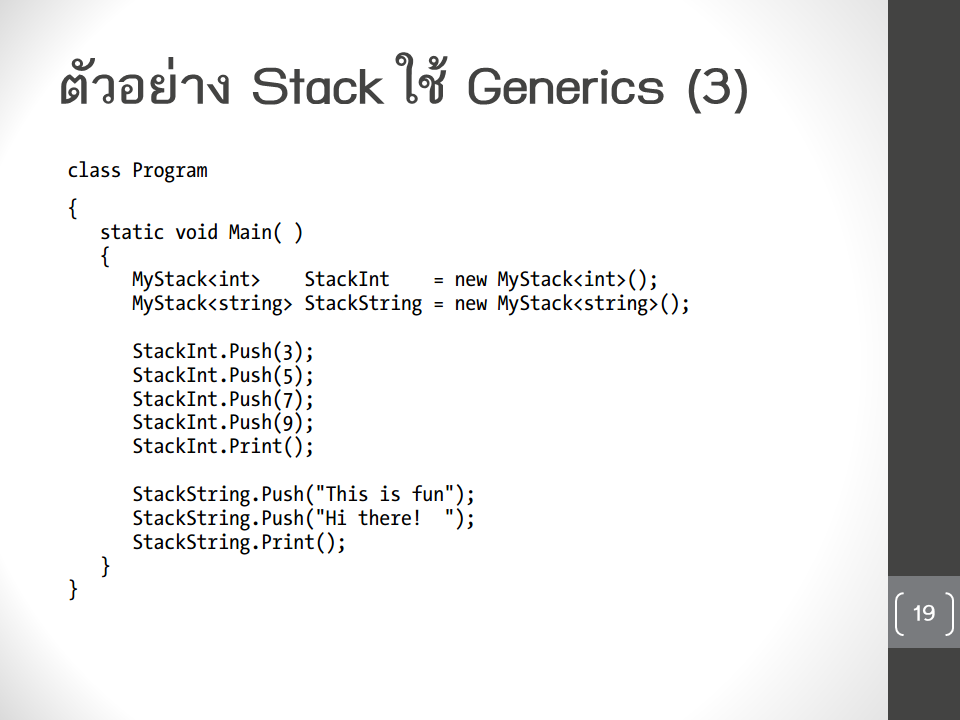 ตัวอย่าง Stack ใช้ Generics (3)
class Program
{
   static void Main( )
   {
      MyStack<int>    StackInt    = new MyStack<int>();
      MyStack<string> StackString = new MyStack<string>();
      StackInt.Push(3);
      StackInt.Push(5);
      StackInt.Push(7);
      StackInt.Push(9);
      StackInt.Print();
      StackString.Push("This is fun");
      StackString.Push("Hi there!  ");
      StackString.Print();
   }
}
19